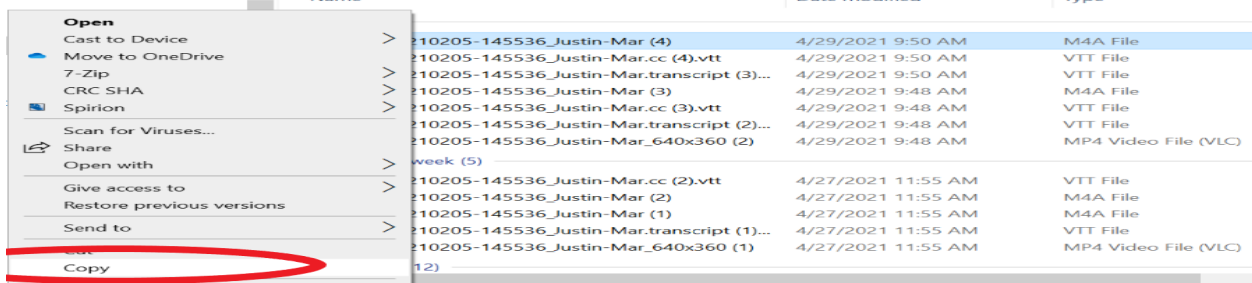 Open
Cast to Device
Move to OneDrive
7-Zip
CRC SHA
Spirion
Scan for Viruses...
Share
Open with
Give access to
Restore previous versions
Send to
Copy
210205-145536_Justin-Mar (4) 4/29/2021 9:50 AM M4A File
210205-145536_Justin-Mar.cc (4).vtt 4/29/2021 9:50 AM VTT File
210205-145536_Justin-Mar.transcript (3)... 4/29/2021 9:50 AM VTT File
210205-145536_Justin-Mar (3) 4/29/2021 9:48 AM M4A File
210205-145536_Justin-Mar.cc (3).vtt 4/29/2021 9:48 AM VTT File
210205-145536_Justin-Mar.transcript (2)... 4/29/2021 9:48 AM VTT File
210205-145536_Justin-Mar_640x360 (2) 4/29/2021 9:48 AM MP4 Video File (VLC)
week (5)
210205-145536_Justin-Mar.cc (2).vtt 4/27/2021 11:55 AM VTT File
210205-145536_Justin-Mar (2) 4/27/2021 11:55 AM M4A File
210205-145536_Justin-Mar (1) 4/27/2021 11:55 AM M4A File
210205-145536_Justin-Mar.transcript (1)... 4/27/2021 11:55 AM VTT File
210205-145536_Justin-Mar_640x360 (1) 4/27/2021 11:55 AM MP4 Video File (VLC)
12)